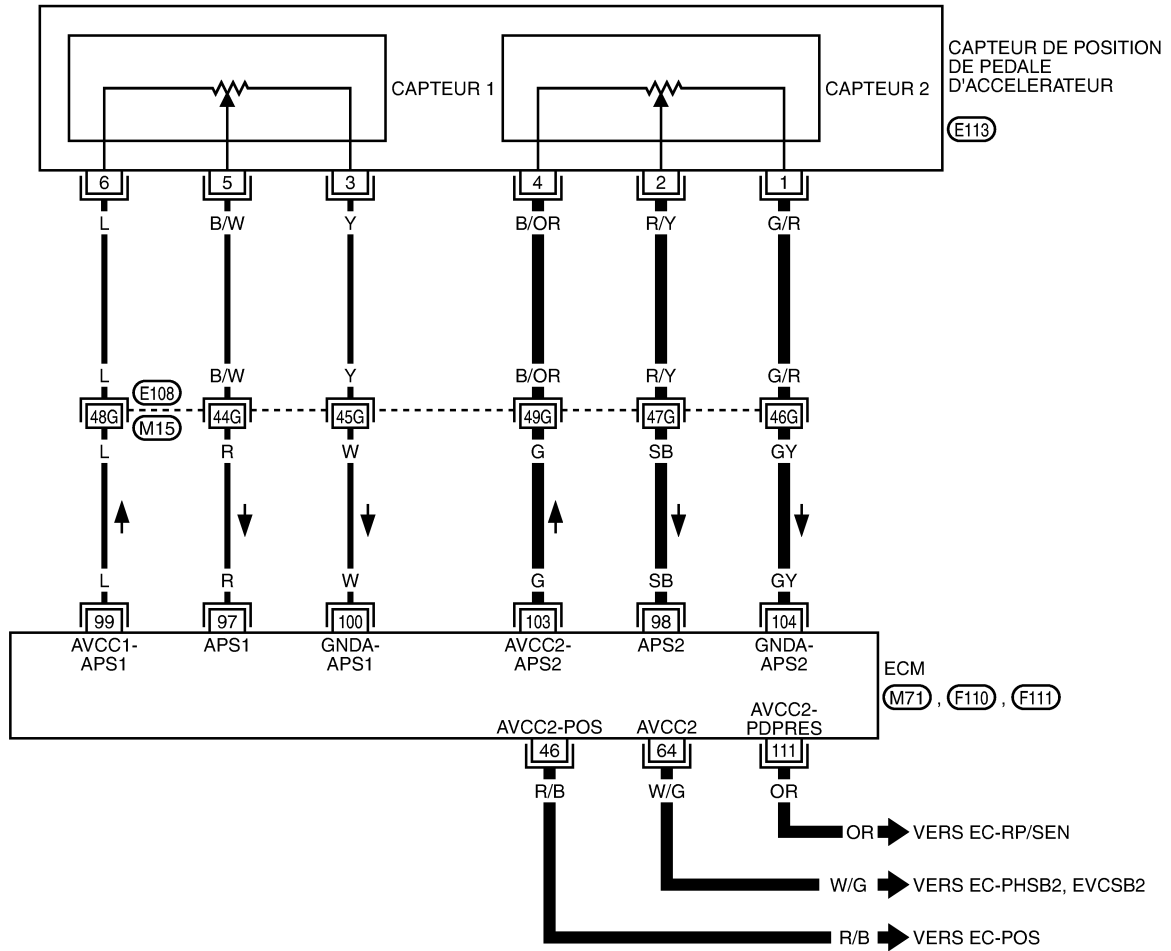 CAPTEUR DE POSITION
DE PEDALE
D'ACCELERATEUR
E113
CAPTEUR 1
CAPTEUR 2
6 5 3 4 2 1
L B/W Y B/OR R/Y G/R
L B/W Y B/OR R/Y G/R
E108
48G 44G 45G 49G 47G 46G
M15
L R W G SB GY
L R W G SB GY
99 97 100 103 98 104
AVCC1- APS1 GNDA- AVCC2- APS2 GNDA-
APS1 APS1 APS2 APS2
ECM
M71 , F110 , F111
AVCC2-POS AVCC2 AVCC2-
PDPRES
46 64 111
R/B W/G OR
OR VERS EC-RP/SEN
W/G VERS EC-PHSB2, EVCSB2
R/B VERS EC-POS